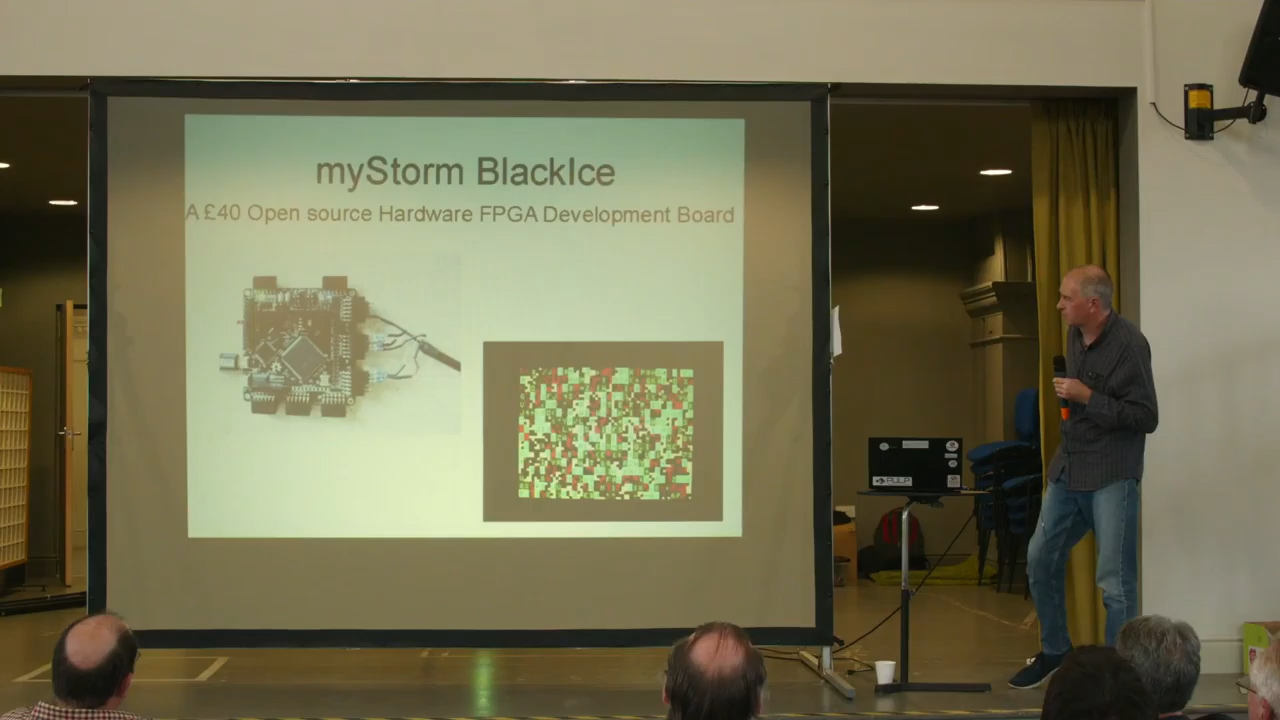 myStorm BlackIce
A £40 Open source Hardware FPGA Development Board
PULP